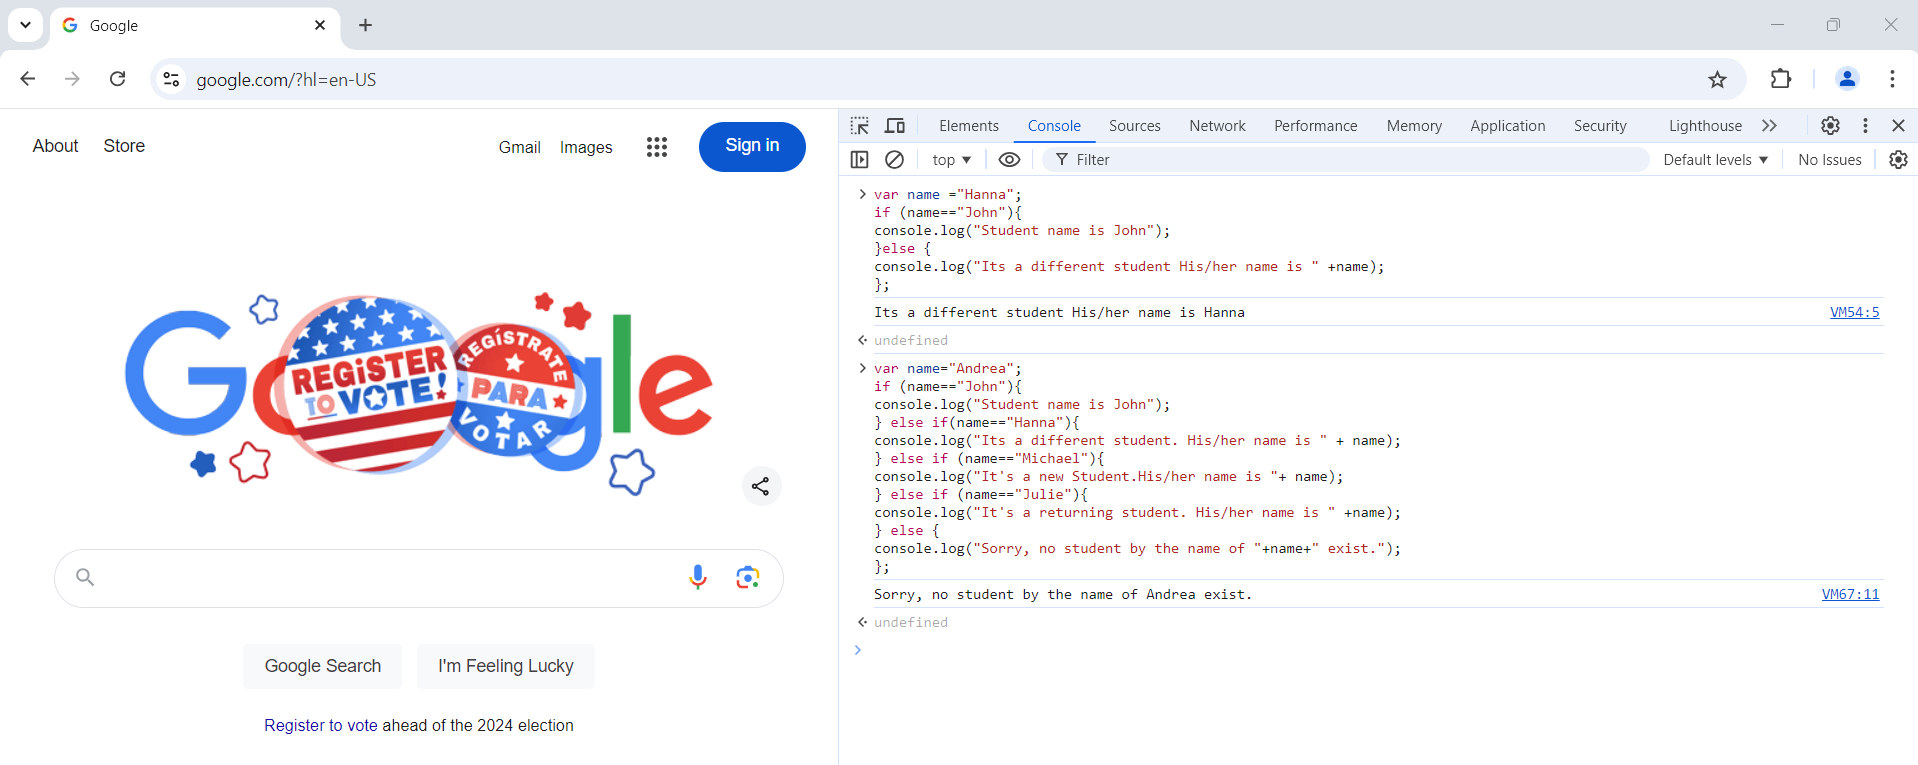 Google
google.com/?hl=en-US
About Store Gmail Images Sign in
Google
REGiSTER
TO VOTE!
REGÍSTRATE
PARA
VOTAR
Google Search I'm Feeling Lucky
Register to vote ahead of the 2024 election
Elements Console Sources Network Performance Memory Application Security Lighthouse
top Filter Default levels No Issues
var name ="Hanna";
if (name=="John"){
console.log("Student name is John");
}else {
console.log("Its a different student His/her name is " +name);
};
Its a different student His/her name is Hanna VM54:5
undefined
var name="Andrea";
if (name=="John"){
console.log("Student name is John");
} else if(name=="Hanna"){
console.log("Its a different student. His/her name is " + name);
} else if (name=="Michael"){
console.log("It's a new Student.His/her name is "+ name);
} else if (name=="Julie"){
console.log("It's a returning student. His/her name is " +name);
} else {
console.log("Sorry, no student by the name of "+name+" exist.");
};
Sorry, no student by the name of Andrea exist. VM67:11
undefined